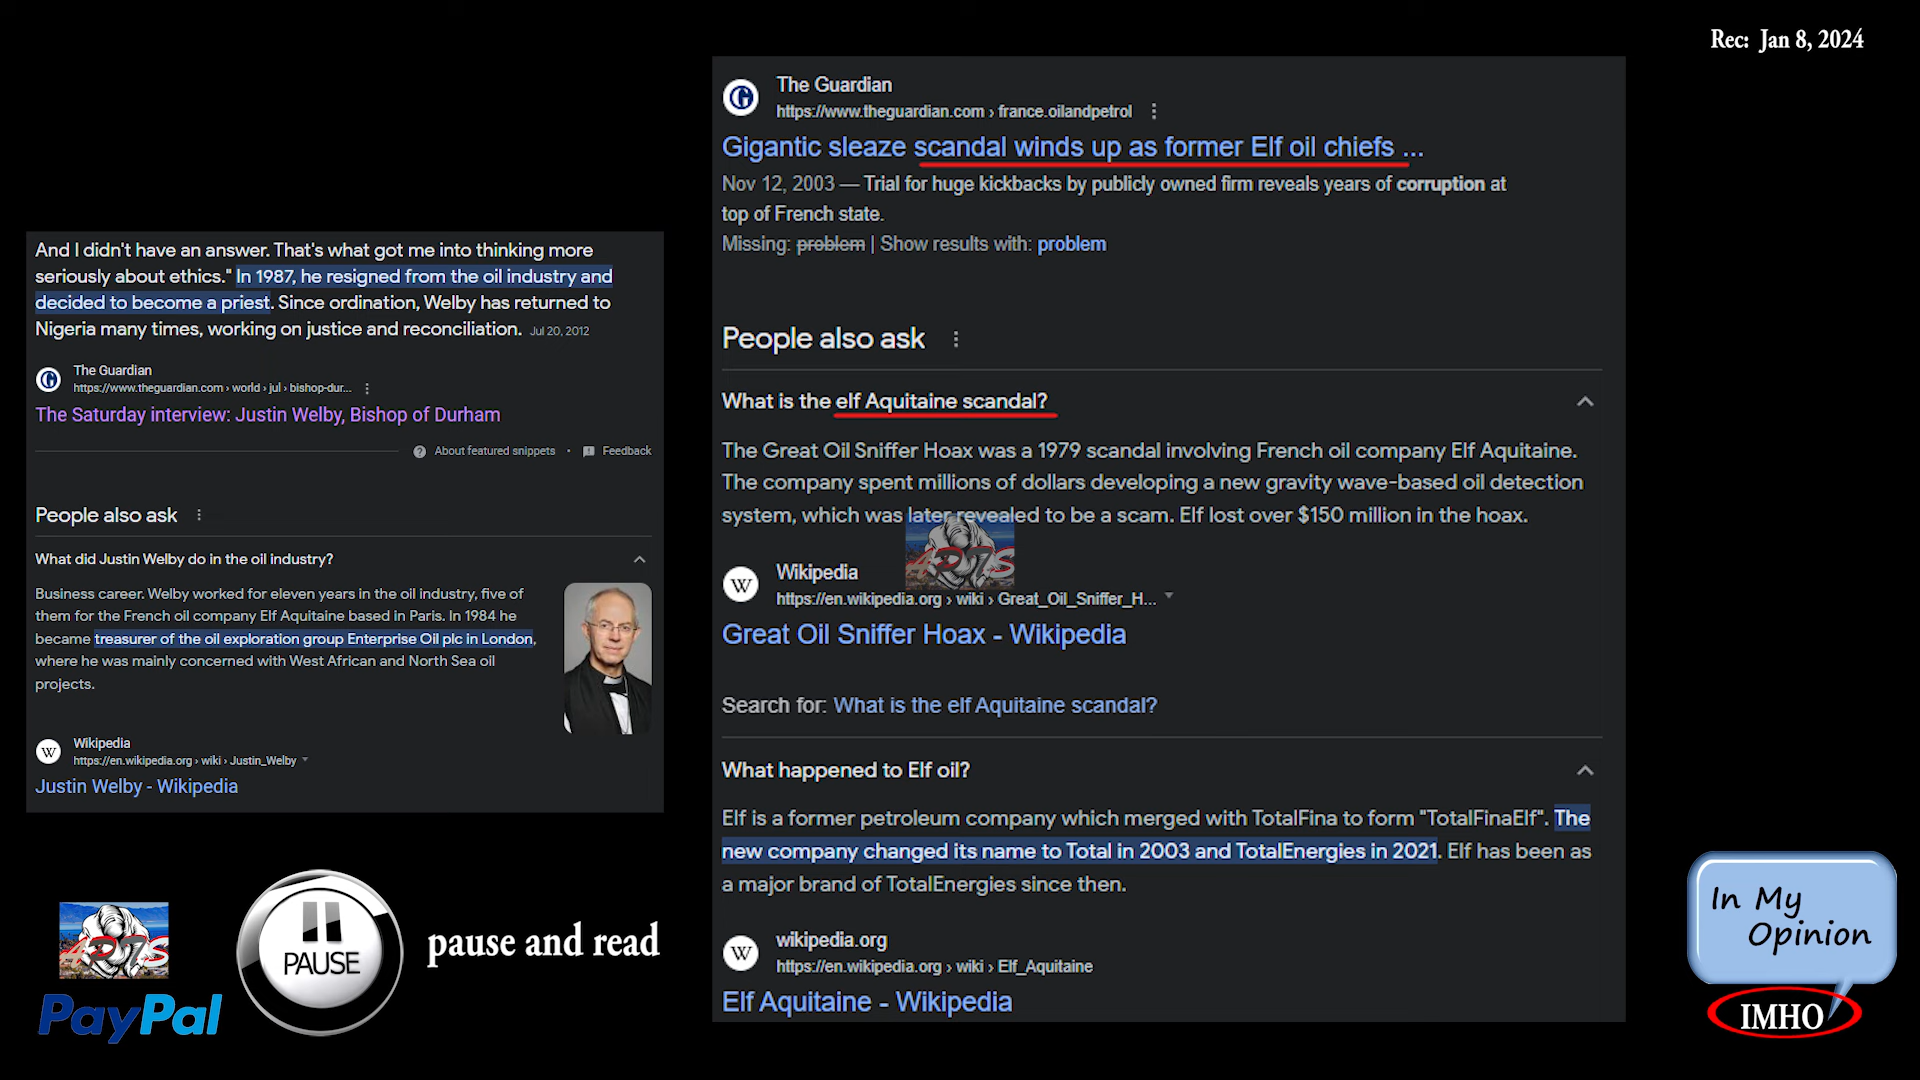 Rec: Jan 8, 2024
And I didn't have an answer. That's what got me into thinking more
seriously about ethics." In 1987, he resigned from the oil industry and
decided to become a priest. Since ordination, Welby has returned to
Nigeria many times, working on justice and reconciliation. Jul 20, 2012
The Guardian
https://www.theguardian.com › world › jul › bishop-dur...
The Saturday interview: Justin Welby, Bishop of Durham
About featured snippets • Feedback
People also ask
What did Justin Welby do in the oil industry?
Business career. Welby worked for eleven years in the oil industry, five of
them for the French oil company Elf Aquitaine based in Paris. In 1984 he
became treasurer of the oil exploration group Enterprise Oil plc in London,
where he was mainly concerned with West African and North Sea oil
projects.
W
Wikipedia
https://en.wikipedia.org › wiki › Justin_Welby
Justin Welby - Wikipedia
G
The Guardian
https://www.theguardian.com › france.oilandpetrol
Gigantic sleaze scandal winds up as former Elf oil chiefs ...
Nov 12, 2003 — Trial for huge kickbacks by publicly owned firm reveals years of corruption at
top of French state.
Missing: problem | Show results with: problem
People also ask
What is the elf Aquitaine scandal?
The Great Oil Sniffer Hoax was a 1979 scandal involving French oil company Elf Aquitaine.
The company spent millions of dollars developing a new gravity wave-based oil detection
system, which was later revealed to be a scam. Elf lost over $150 million in the hoax.
W
Wikipedia
https://en.wikipedia.org › wiki › Great_Oil_Sniffer_H...
Great Oil Sniffer Hoax - Wikipedia
Search for: What is the elf Aquitaine scandal?
What happened to Elf oil?
Elf is a former petroleum company which merged with TotalFina to form "TotalFinaElf". The
new company changed its name to Total in 2003 and TotalEnergies in 2021. Elf has been as
a major brand of TotalEnergies since then.
W
wikipedia.org
https://en.wikipedia.org › wiki › Elf_Aquitaine
Elf Aquitaine - Wikipedia
PayPal
PAUSE
pause and read
In My
Opinion
IMHO